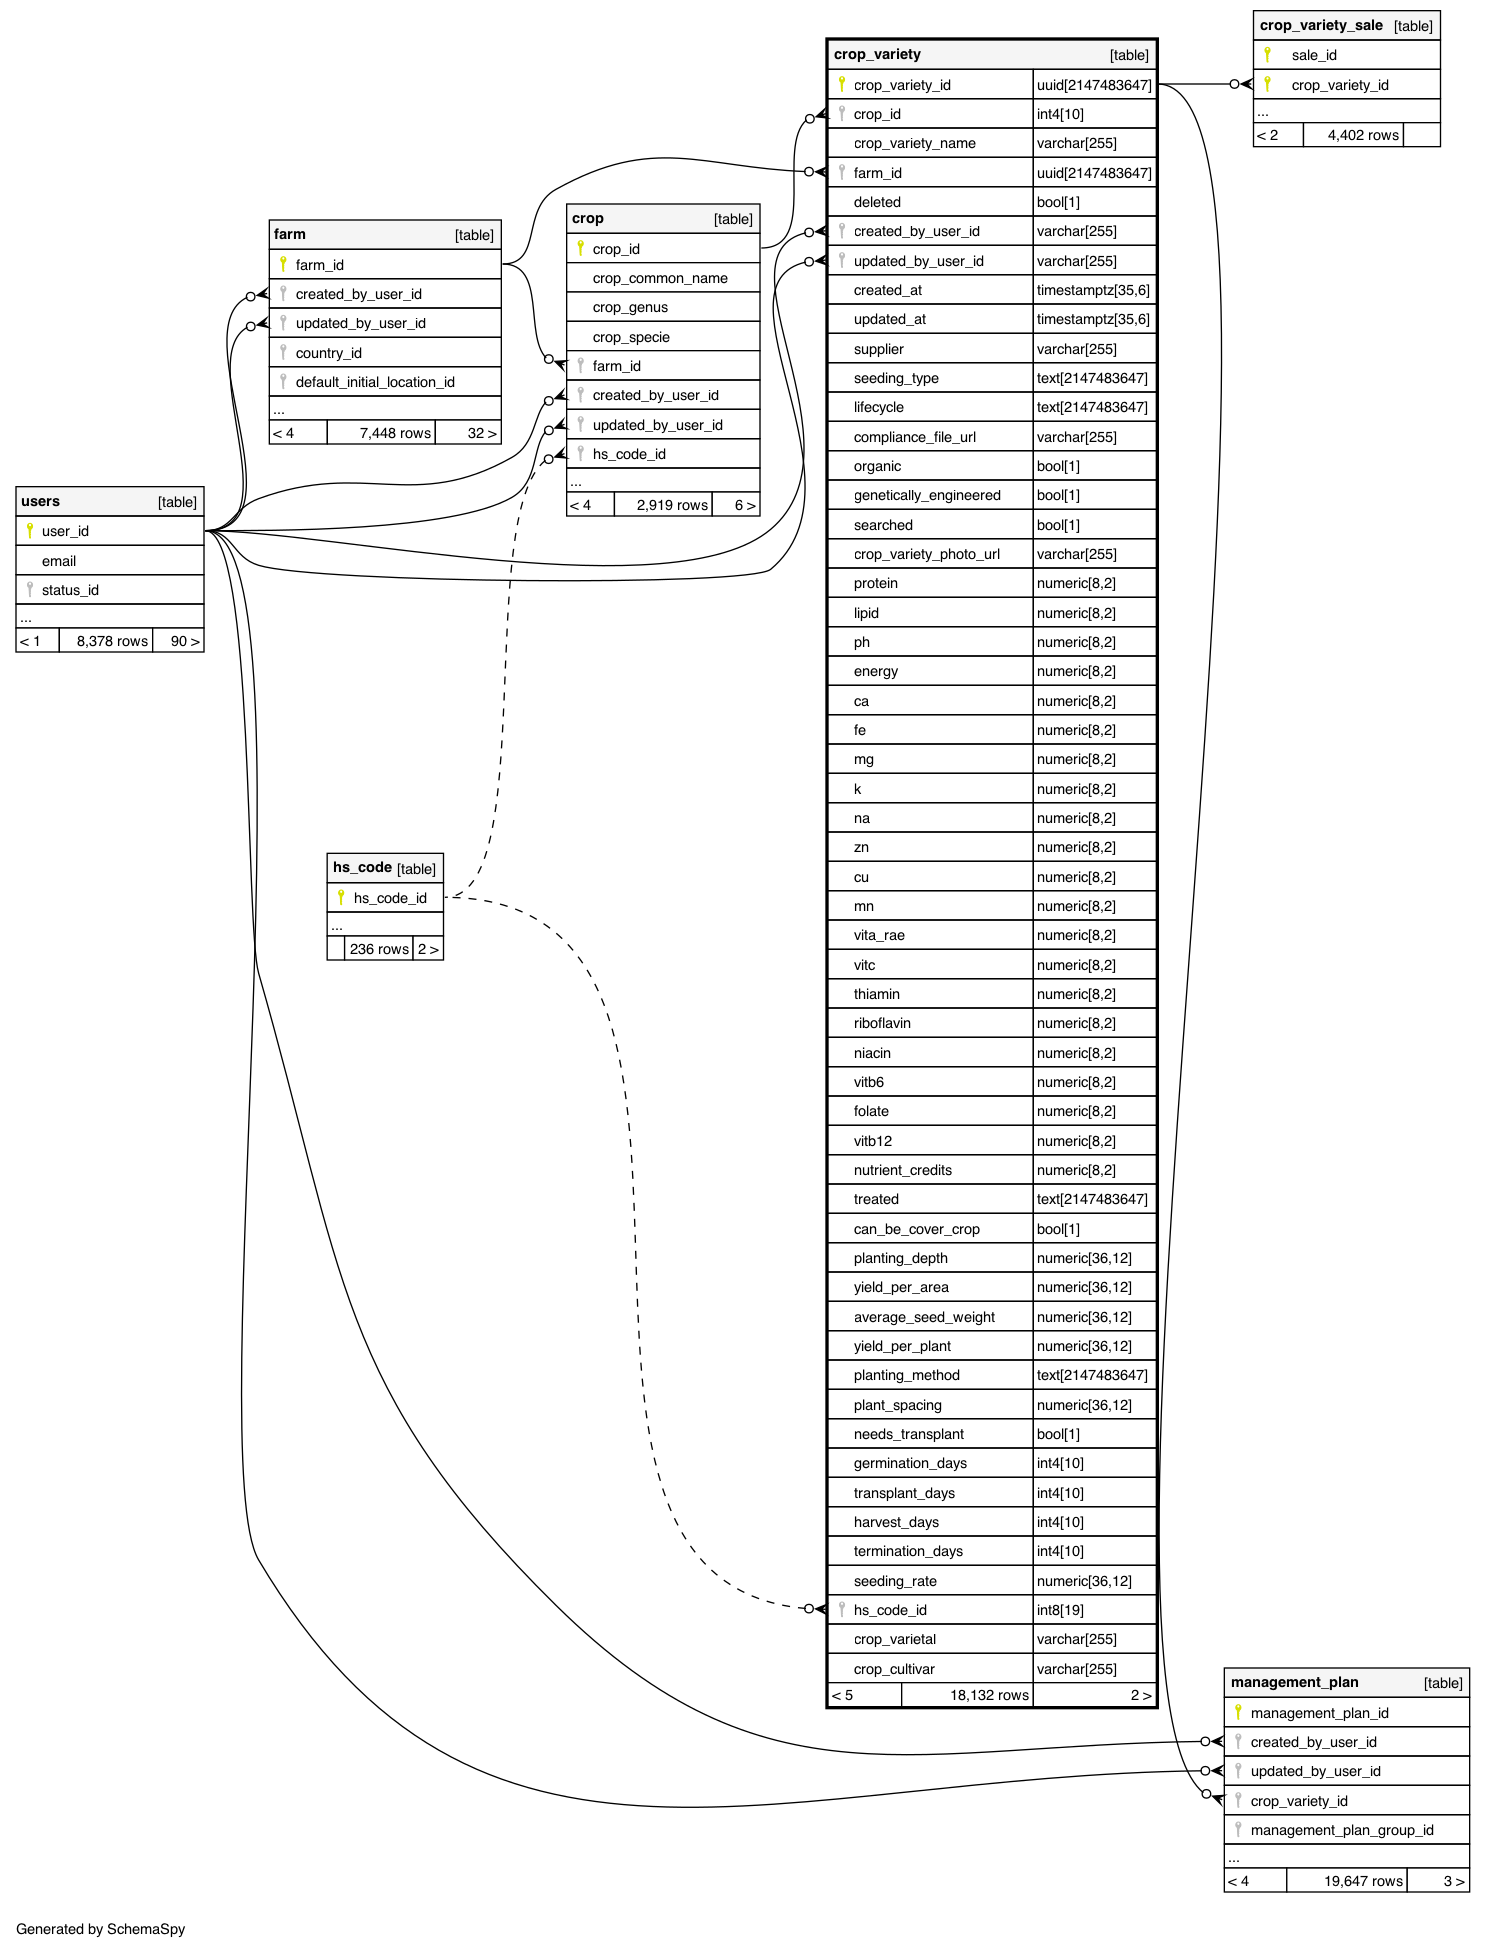 crop_variety_sale [table]
sale_id
crop_variety_id
...
< 2 4,402 rows
crop_variety [table]
crop_variety_id uuid[2147483647]
crop_id int4[10]
crop_variety_name varchar[255]
farm_id uuid[2147483647]
deleted bool[1]
created_by_user_id varchar[255]
updated_by_user_id varchar[255]
created_at timestamptz[35,6]
updated_at timestamptz[35,6]
supplier varchar[255]
seeding_type text[2147483647]
lifecycle text[2147483647]
compliance_file_url varchar[255]
organic bool[1]
genetically_engineered bool[1]
searched bool[1]
crop_variety_photo_url varchar[255]
protein numeric[8,2]
lipid numeric[8,2]
ph numeric[8,2]
energy numeric[8,2]
ca numeric[8,2]
fe numeric[8,2]
mg numeric[8,2]
k numeric[8,2]
na numeric[8,2]
zn numeric[8,2]
cu numeric[8,2]
mn numeric[8,2]
vita_rae numeric[8,2]
vitc numeric[8,2]
thiamin numeric[8,2]
riboflavin numeric[8,2]
niacin numeric[8,2]
vitb6 numeric[8,2]
folate numeric[8,2]
vitb12 numeric[8,2]
nutrient_credits numeric[8,2]
treated text[2147483647]
can_be_cover_crop bool[1]
planting_depth numeric[36,12]
yield_per_area numeric[36,12]
average_seed_weight numeric[36,12]
yield_per_plant numeric[36,12]
planting_method text[2147483647]
plant_spacing numeric[36,12]
needs_transplant bool[1]
germination_days int4[10]
transplant_days int4[10]
harvest_days int4[10]
termination_days int4[10]
seeding_rate numeric[36,12]
hs_code_id int8[19]
crop_varietal varchar[255]
crop_cultivar varchar[255]
< 5 18,132 rows 2 >
farm [table]
farm_id
created_by_user_id
updated_by_user_id
country_id
default_initial_location_id
...
< 4 7,448 rows 32 >
crop [table]
crop_id
crop_common_name
crop_genus
crop_specie
farm_id
created_by_user_id
updated_by_user_id
hs_code_id
...
< 4 2,919 rows 6 >
users [table]
user_id
email
status_id
...
< 1 8,378 rows 90 >
hs_code [table]
hs_code_id
...
236 rows 2 >
management_plan [table]
management_plan_id
created_by_user_id
updated_by_user_id
crop_variety_id
management_plan_group_id
...
< 4 19,647 rows 3 >
Generated by SchemaSpy